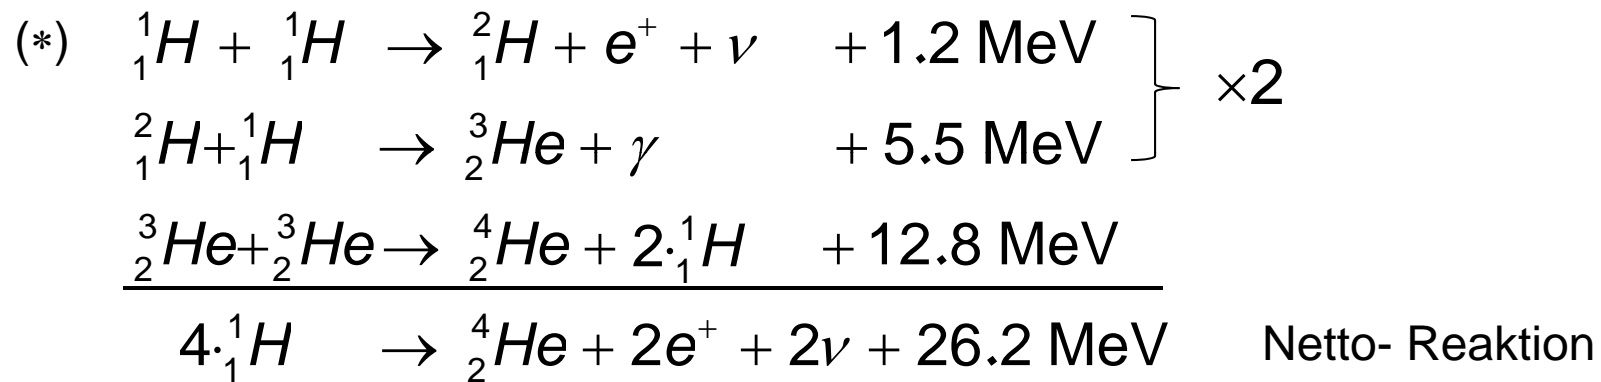 (*) ¹₁H + ¹₁H → ²₁H + e⁺ + ν + 1.2 MeV
×2
²₁H+¹₁H → ³₂He + γ + 5.5 MeV
³₂He+³₂He → ⁴₂He + 2·¹₁H + 12.8 MeV
4·¹₁H → ⁴₂He + 2e⁺ + 2ν + 26.2 MeV Netto- Reaktion